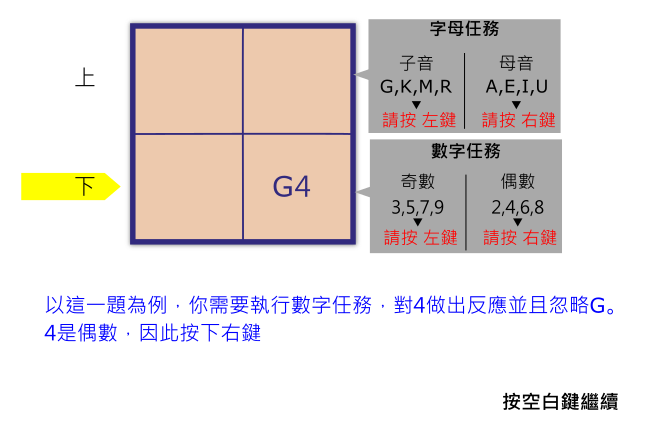 字母任務
子音
母音
G,K,M,R
A,E,I,U
請按 左鍵
請按 右鍵
上
數字任務
奇數
偶數
3,5,7,9
2,4,6,8
請按 左鍵
請按 右鍵
下
G4
以這一題為例，你需要執行數字任務，對4做出反應並且忽略G。
4是偶數，因此按下右鍵
按空白鍵繼續